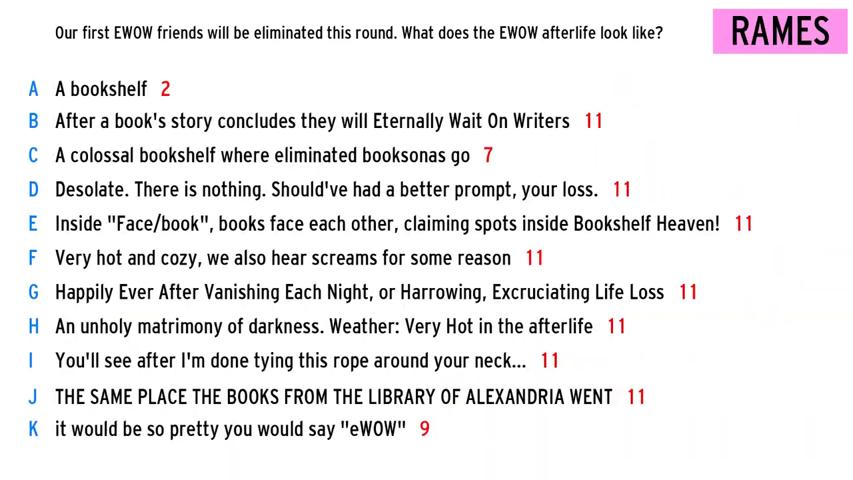 Our first EWOW friends will be eliminated this round. What does the EWOW afterlife look like?
RAMES
A A bookshelf 2
B After a book's story concludes they will Eternally Wait On Writers 11
C A colossal bookshelf where eliminated booksonas go 7
D Desolate. There is nothing. Should've had a better prompt, your loss. 11
E Inside "Face/book", books face each other, claiming spots inside Bookshelf Heaven! 11
F Very hot and cozy, we also hear screams for some reason 11
G Happily Ever After Vanishing Each Night, or Harrowing, Excruciating Life Loss 11
H An unholy matrimony of darkness. Weather: Very Hot in the afterlife 11
I You'll see after I'm done tying this rope around your neck... 11
J THE SAME PLACE THE BOOKS FROM THE LIBRARY OF ALEXANDRIA WENT 11
K it would be so pretty you would say "eWOW" 9